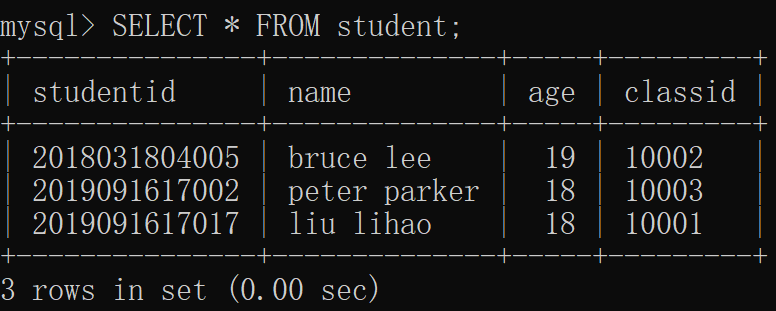 mysql> SELECT * FROM student;
+---------------+--------------+-----+---------+
| studentid     | name         | age | classid |
+---------------+--------------+-----+---------+
| 2018031804005 | bruce lee    |  19 | 10002   |
| 2019091617002 | peter parker |  18 | 10003   |
| 2019091617017 | liu lihao    |  18 | 10001   |
+---------------+--------------+-----+---------+
3 rows in set (0.00 sec)